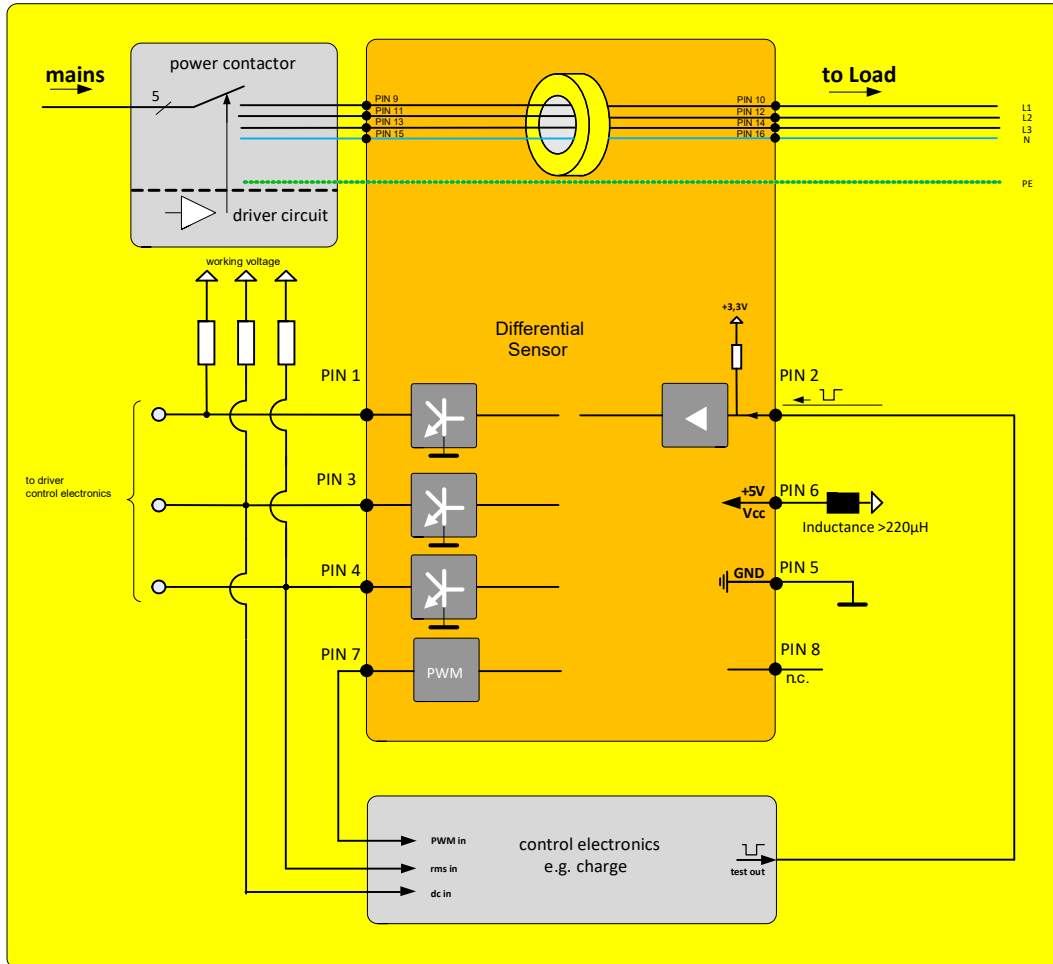 power contactor
mains
5
to Load
PIN 9
PIN 11
PIN 13
PIN 15
PIN 10
PIN 12
PIN 14
PIN 16
L1
L2
L3
N
PE
driver circuit
working voltage
+3,3V
Differential
Sensor
PIN 1
PIN 2
to driver
control electronics
PIN 3
+5V
Vcc
PIN 6
Inductance >220µH
PIN 4
GND
PIN 5
PIN 7
PWM
PIN 8
n.c.
PWM in
rms in
dc in
control electronics
e.g. charge
test out